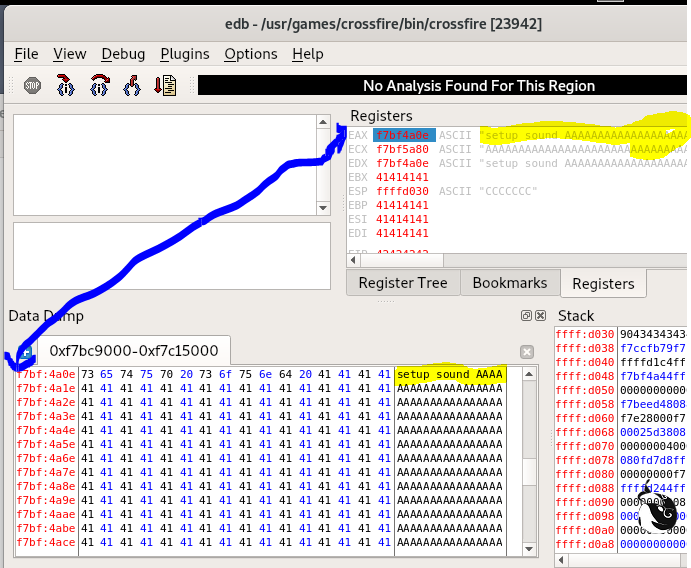 edb - /usr/games/crossfire/bin/crossfire [23942]
File View Debug Plugins Options Help
STOP
No Analysis Found For This Region
Registers
EAX f7bf4a0e ASCII "setup sound AAAAAAAAAAAAAAAAAAA
ECX f7bf5a80 ASCII "AAAAAAAAAAAAAAAAAAAAAAAAAAAAAAA
EDX f7bf4a0e ASCII "setup sound AAAAAAAAAAAAAAAAAAA
EBX 41414141
ESP ffffd030 ASCII "CCCCCCC"
EBP 41414141
ESI 41414141
EDI 41414141
Register Tree Bookmarks Registers
Data Dump
0xf7bc9000-0xf7c15000
f7bf:4a0e 73 65 74 75 70 20 73 6f 75 6e 64 20 41 41 41 41 setup sound AAAA
f7bf:4a1e 41 41 41 41 41 41 41 41 41 41 41 41 41 41 41 41 AAAAAAAAAAAAAAAA
f7bf:4a2e 41 41 41 41 41 41 41 41 41 41 41 41 41 41 41 41 AAAAAAAAAAAAAAAA
f7bf:4a3e 41 41 41 41 41 41 41 41 41 41 41 41 41 41 41 41 AAAAAAAAAAAAAAAA
f7bf:4a4e 41 41 41 41 41 41 41 41 41 41 41 41 41 41 41 41 AAAAAAAAAAAAAAAA
f7bf:4a5e 41 41 41 41 41 41 41 41 41 41 41 41 41 41 41 41 AAAAAAAAAAAAAAAA
f7bf:4a6e 41 41 41 41 41 41 41 41 41 41 41 41 41 41 41 41 AAAAAAAAAAAAAAAA
f7bf:4a7e 41 41 41 41 41 41 41 41 41 41 41 41 41 41 41 41 AAAAAAAAAAAAAAAA
f7bf:4a8e 41 41 41 41 41 41 41 41 41 41 41 41 41 41 41 41 AAAAAAAAAAAAAAAA
f7bf:4a9e 41 41 41 41 41 41 41 41 41 41 41 41 41 41 41 41 AAAAAAAAAAAAAAAA
f7bf:4aae 41 41 41 41 41 41 41 41 41 41 41 41 41 41 41 41 AAAAAAAAAAAAAAAA
f7bf:4abe 41 41 41 41 41 41 41 41 41 41 41 41 41 41 41 41 AAAAAAAAAAAAAAAA
f7bf:4ace 41 41 41 41 41 41 41 41 41 41 41 41 41 41 41 41 AAAAAAAAAAAAAAAA
Stack
ffff:d030 9043434343
ffff:d038 f7ccfb79f7
ffff:d040 ffffd1c4ff
ffff:d048 f7bf4a44ff
ffff:d050 0000000000
ffff:d058 f7beed4808
ffff:d060 f7e28000f7
ffff:d068 00025d3808
ffff:d070 0000000400
ffff:d078 080fd7d8ff
ffff:d080 00000000f7
ffff:d088
ffff:d090
ffff:d098
ffff:d0a0
ffff:d0a8 0000000000